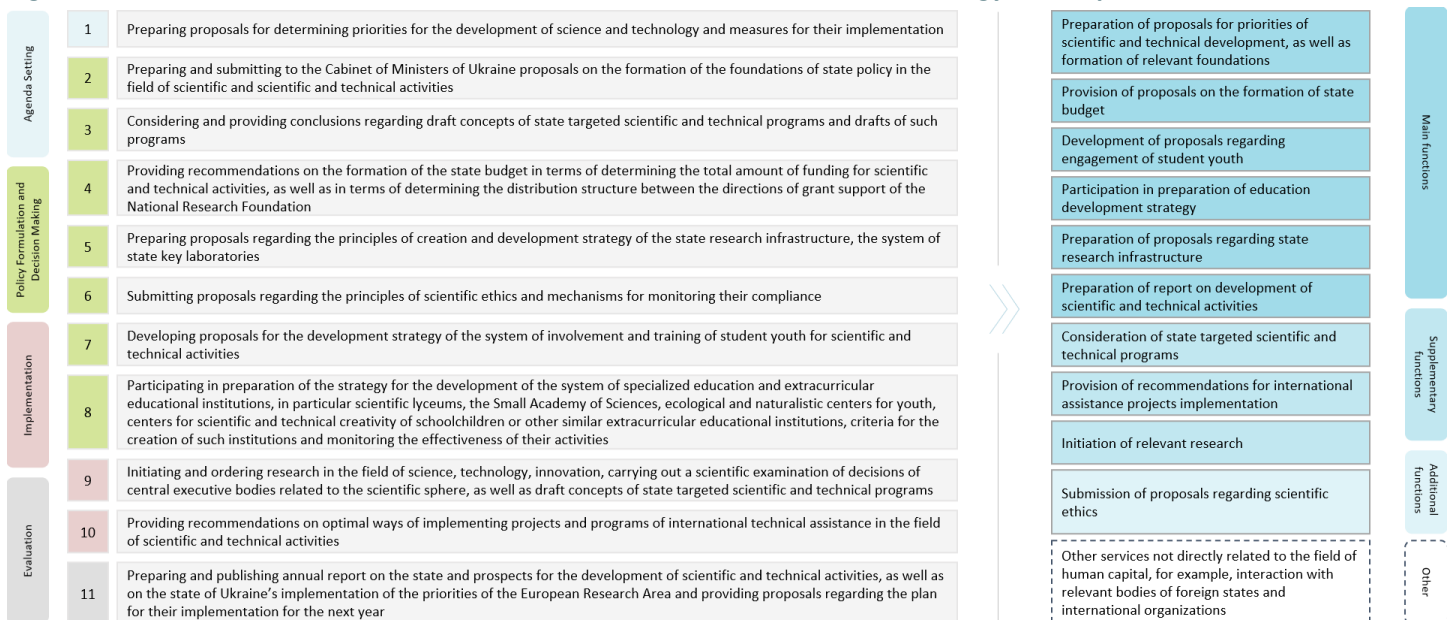 Agenda Setting
Policy Formulation and
Decision Making
Implementation
Evaluation
1
Preparing proposals for determining priorities for the development of science and technology and measures for their implementation
2
Preparing and submitting to the Cabinet of Ministers of Ukraine proposals on the formation of the foundations of state policy in the
field of scientific and scientific and technical activities
3
Considering and providing conclusions regarding draft concepts of state targeted scientific and technical programs and drafts of such
programs
4
Providing recommendations on the formation of the state budget in terms of determining the total amount of funding for scientific
and technical activities, as well as in terms of determining the distribution structure between the directions of grant support of the
National Research Foundation
5
Preparing proposals regarding the principles of creation and development strategy of the state research infrastructure, the system of
state key laboratories
6
Submitting proposals regarding the principles of scientific ethics and mechanisms for monitoring their compliance
7
Developing proposals for the development strategy of the system of involvement and training of student youth for scientific and
technical activities
8
Participating in preparation of the strategy for the development of the system of specialized education and extracurricular
educational institutions, in particular scientific lyceums, the Small Academy of Sciences, ecological and naturalistic centers for youth,
centers for scientific and technical creativity of schoolchildren or other similar extracurricular educational institutions, criteria for the
creation of such institutions and monitoring the effectiveness of their activities
9
Initiating and ordering research in the field of science, technology, innovation, carrying out a scientific examination of decisions of
central executive bodies related to the scientific sphere, as well as draft concepts of state targeted scientific and technical programs
10
Providing recommendations on optimal ways of implementing projects and programs of international technical assistance in the field
of scientific and technical activities
11
Preparing and publishing annual report on the state and prospects for the development of scientific and technical activities, as well as
on the state of Ukraine's implementation of the priorities of the European Research Area and providing proposals regarding the plan
for their implementation for the next year
Preparation of proposals for priorities of
scientific and technical development, as well as
formation of relevant foundations
Provision of proposals on the formation of state
budget
Development of proposals regarding
engagement of student youth
Participation in preparation of education
development strategy
Preparation of proposals regarding state
research infrastructure
Preparation of report on development of
scientific and technical activities
Consideration of state targeted scientific and
technical programs
Provision of recommendations for international
assistance projects implementation
Initiation of relevant research
Submission of proposals regarding scientific
ethics
Other services not directly related to the field of
human capital, for example, interaction with
relevant bodies of foreign states and
international organizations
Main functions
Supplementary
functions
Additional
functions
Other